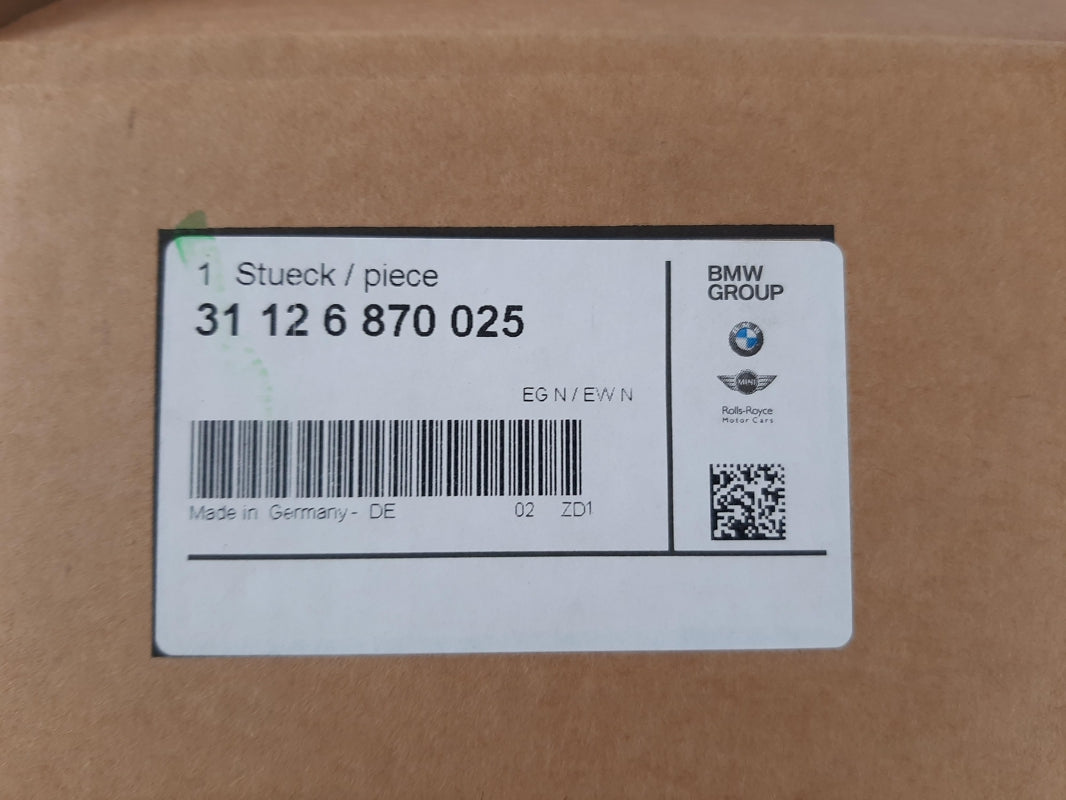 1 Stueck / piece
31 12 6 870 025
EG N / EW N
Made in Germany - DE 02 ZD1
BMW
GROUP
MINI
Rolls-Royce
Motor Cars